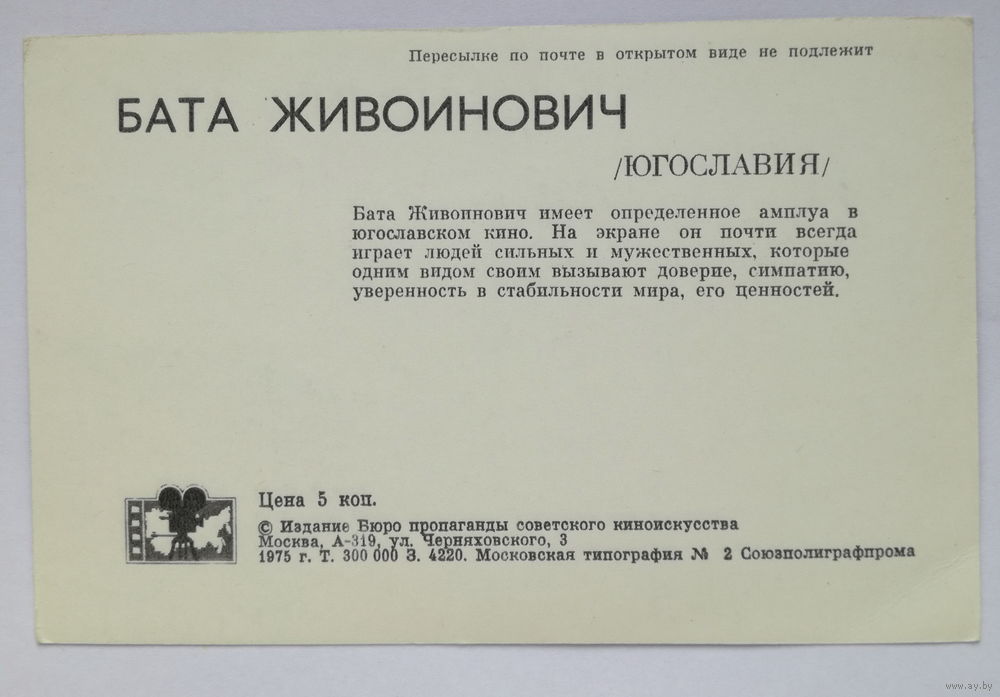 Пересылке по почте в открытом виде не подлежит
БАТА ЖИВОИНОВИЧ
/ЮГОСЛАВИЯ/
Бата Живоинович имеет определенное амплуа в
югославском кино. На экране он почти всегда
играет людей сильных и мужественных, которые
одним видом своим вызывают доверие, симпатию,
уверенность в стабильности мира, его ценностей.
Цена 5 коп.
© Издание Бюро пропаганды советского киноискусства
Москва, А-319, ул. Черняховского, 3
1975 г. Т. 300 000 З. 4220. Московская типография № 2 Союзполиграфпрома
www.ay.by